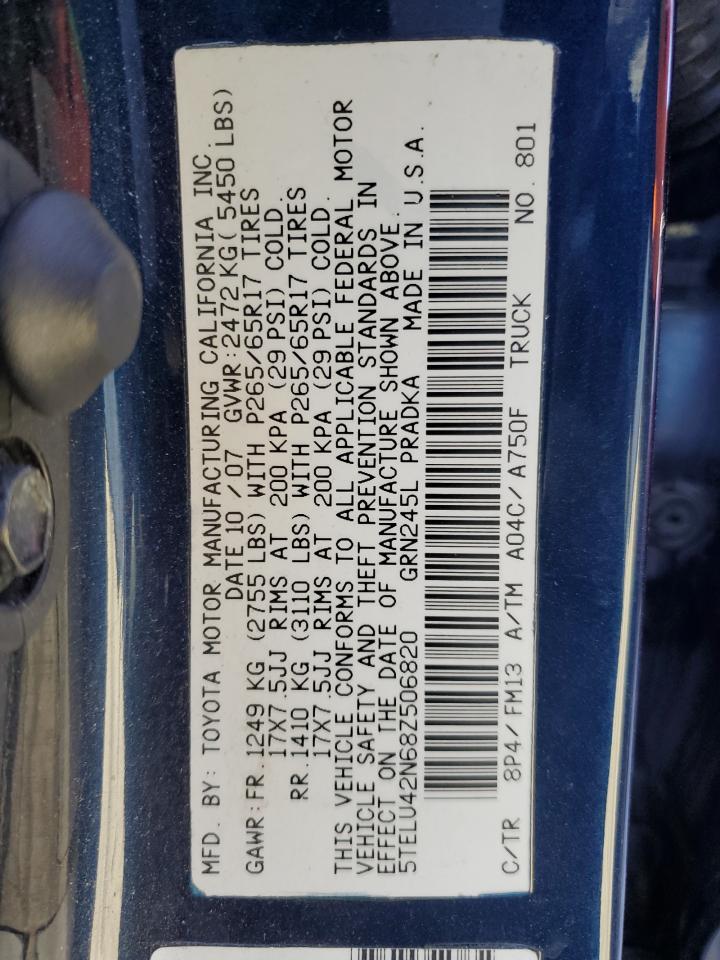 MFD. BY: TOYOTA MOTOR MANUFACTURING CALIFORNIA INC.
DATE 10 / 07 GVWR:2472 KG( 5450 LBS)
GAWR:FR.1249 KG (2755 LBS) WITH P265/65R17 TIRES
17X7.5JJ RIMS AT 200 KPA (29 PSI) COLD.
RR.1410 KG (3110 LBS) WITH P265/65R17 TIRES
17X7.5JJ RIMS AT 200 KPA (29 PSI) COLD.
THIS VEHICLE CONFORMS TO ALL APPLICABLE FEDERAL MOTOR
VEHICLE SAFETY AND THEFT PREVENTION STANDARDS IN
EFFECT ON THE DATE OF MANUFACTURE SHOWN ABOVE.
5TELU42N68Z506820 GRN245L PRADKA MADE IN U.S.A.
C/TR 8P4/FM13 A/TM A04C/A750F TRUCK NO. 801